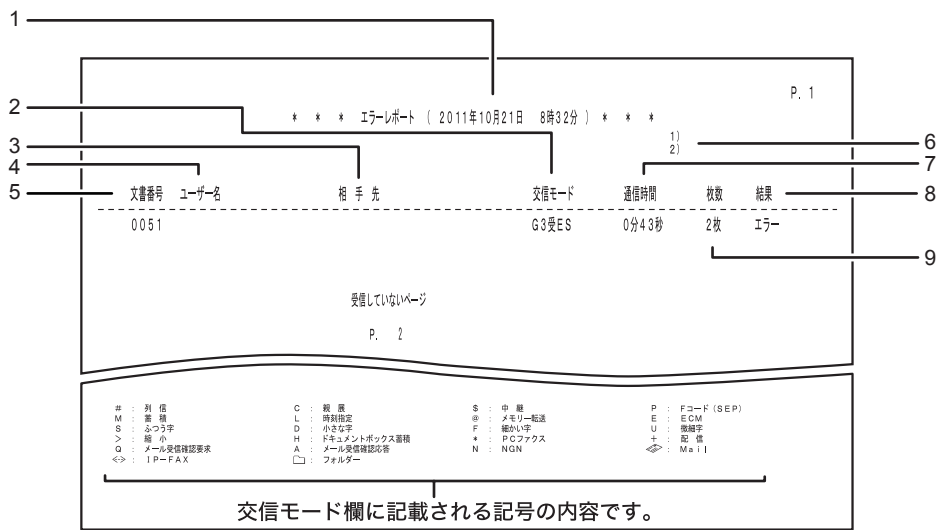 1
P. 1
2
* * * エラーレポート ( 2011年10月21日 8時32分 ) * * *
1)
2)
6
3
7
4
5
文書番号 ユーザー名 相 手 先 交信モード 通信時間 枚数 結果
8
0051 G3受ES 0分43秒 2枚 エラー
9
受信していないページ
P. 2
# : 列 信 C : 親 展 $ : 中 継 P : Fコード(SEP)
M : 蓄 積 L : 時刻指定 @ : メモリー転送 E : ECM
S : ふつう字 D : 小さな字 F : 細かい字 U : 微細字
> : 縮 小 H : ドキュメントボックス蓄積 * : PCファクス + : 配 信
Q : メール受信確認要求 A : メール受信確認応答 N : NGN : Mail
<-> : IP-FAX : フォルダー
交信モード欄に記載される記号の内容です。